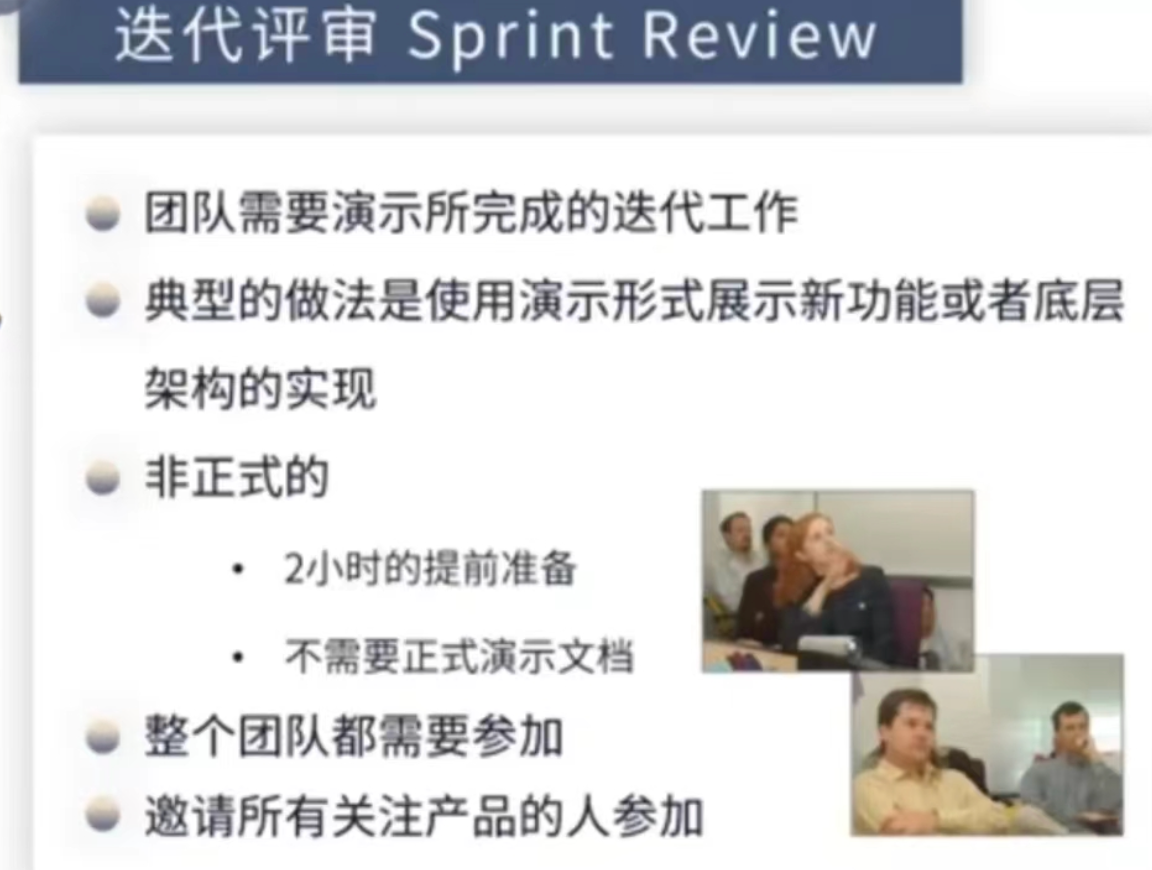 迭代评审 Sprint Review
团队需要演示所完成的迭代工作
典型的做法是使用演示形式展示新功能或者底层
架构的实现
非正式的
2小时的提前准备
不需要正式演示文档
整个团队都需要参加
邀请所有关注产品的人参加